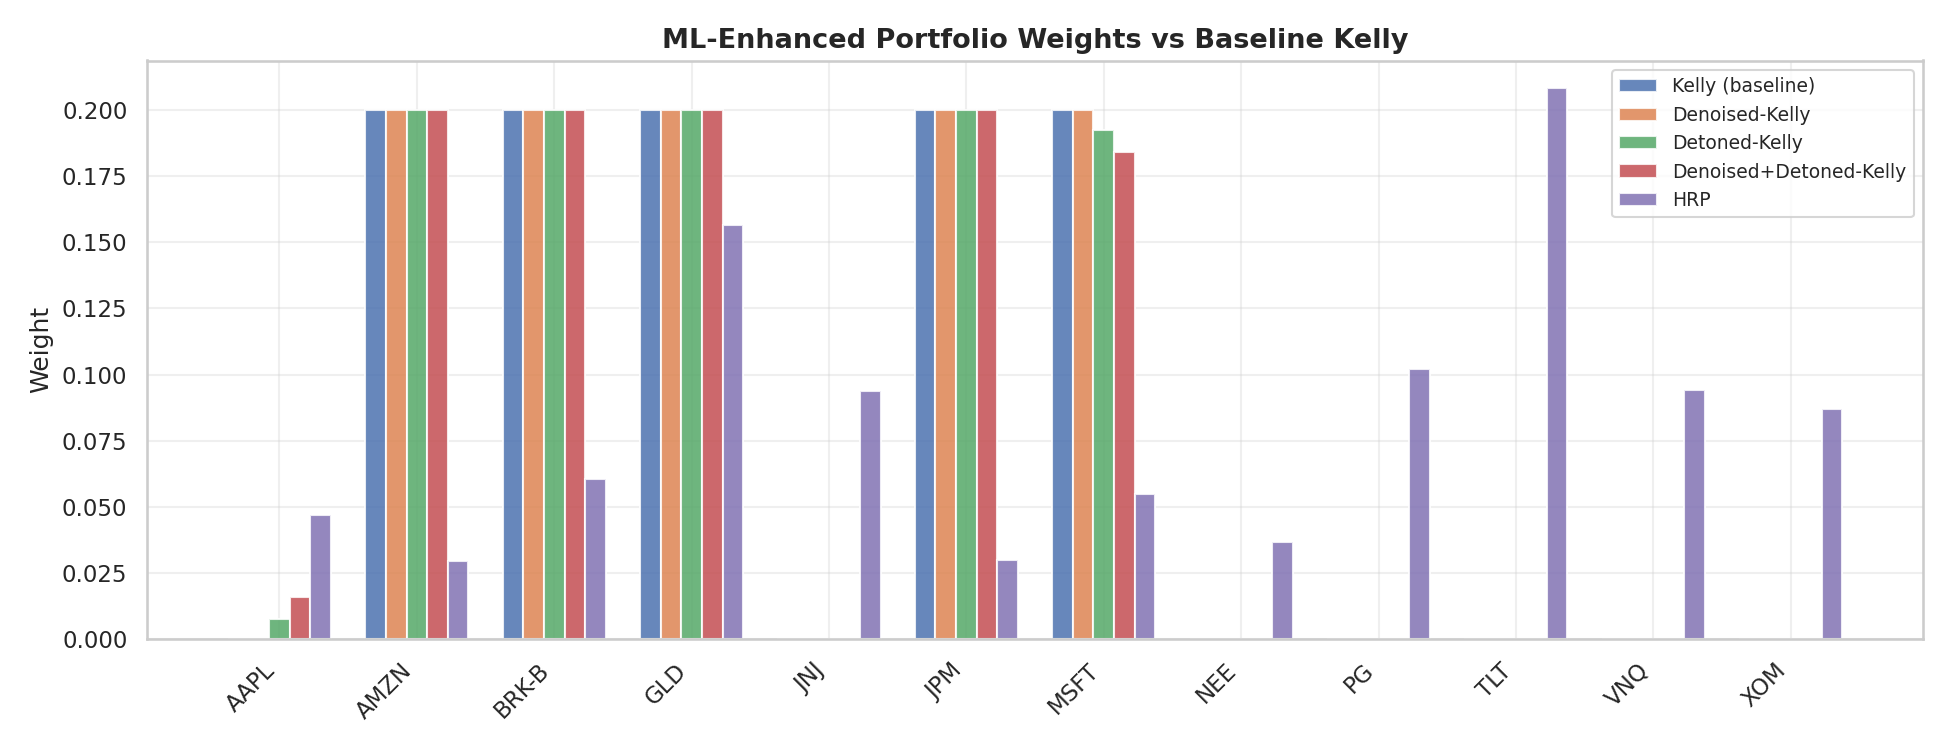 ML-Enhanced Portfolio Weights vs Baseline Kelly
Kelly (baseline)
Denoised-Kelly
Detoned-Kelly
Denoised+Detoned-Kelly
HRP
Weight
0.200
0.175
0.150
0.125
0.100
0.075
0.050
0.025
0.000
AAPL
AMZN
BRK-B
GLD
JNJ
JPM
MSFT
NEE
PG
TLT
VNQ
XOM